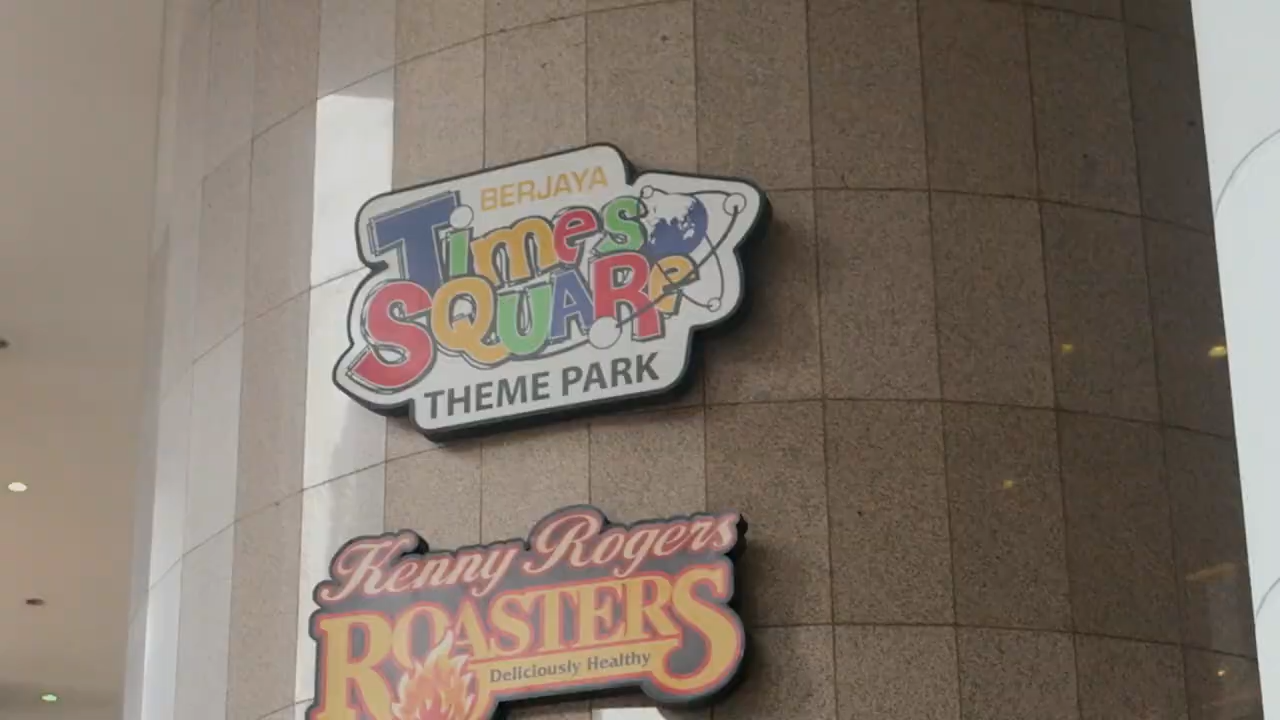 BERJAYA
Times
SQUARe
THEME PARK
Kenny Rogers
ROASTERS
Deliciously Healthy